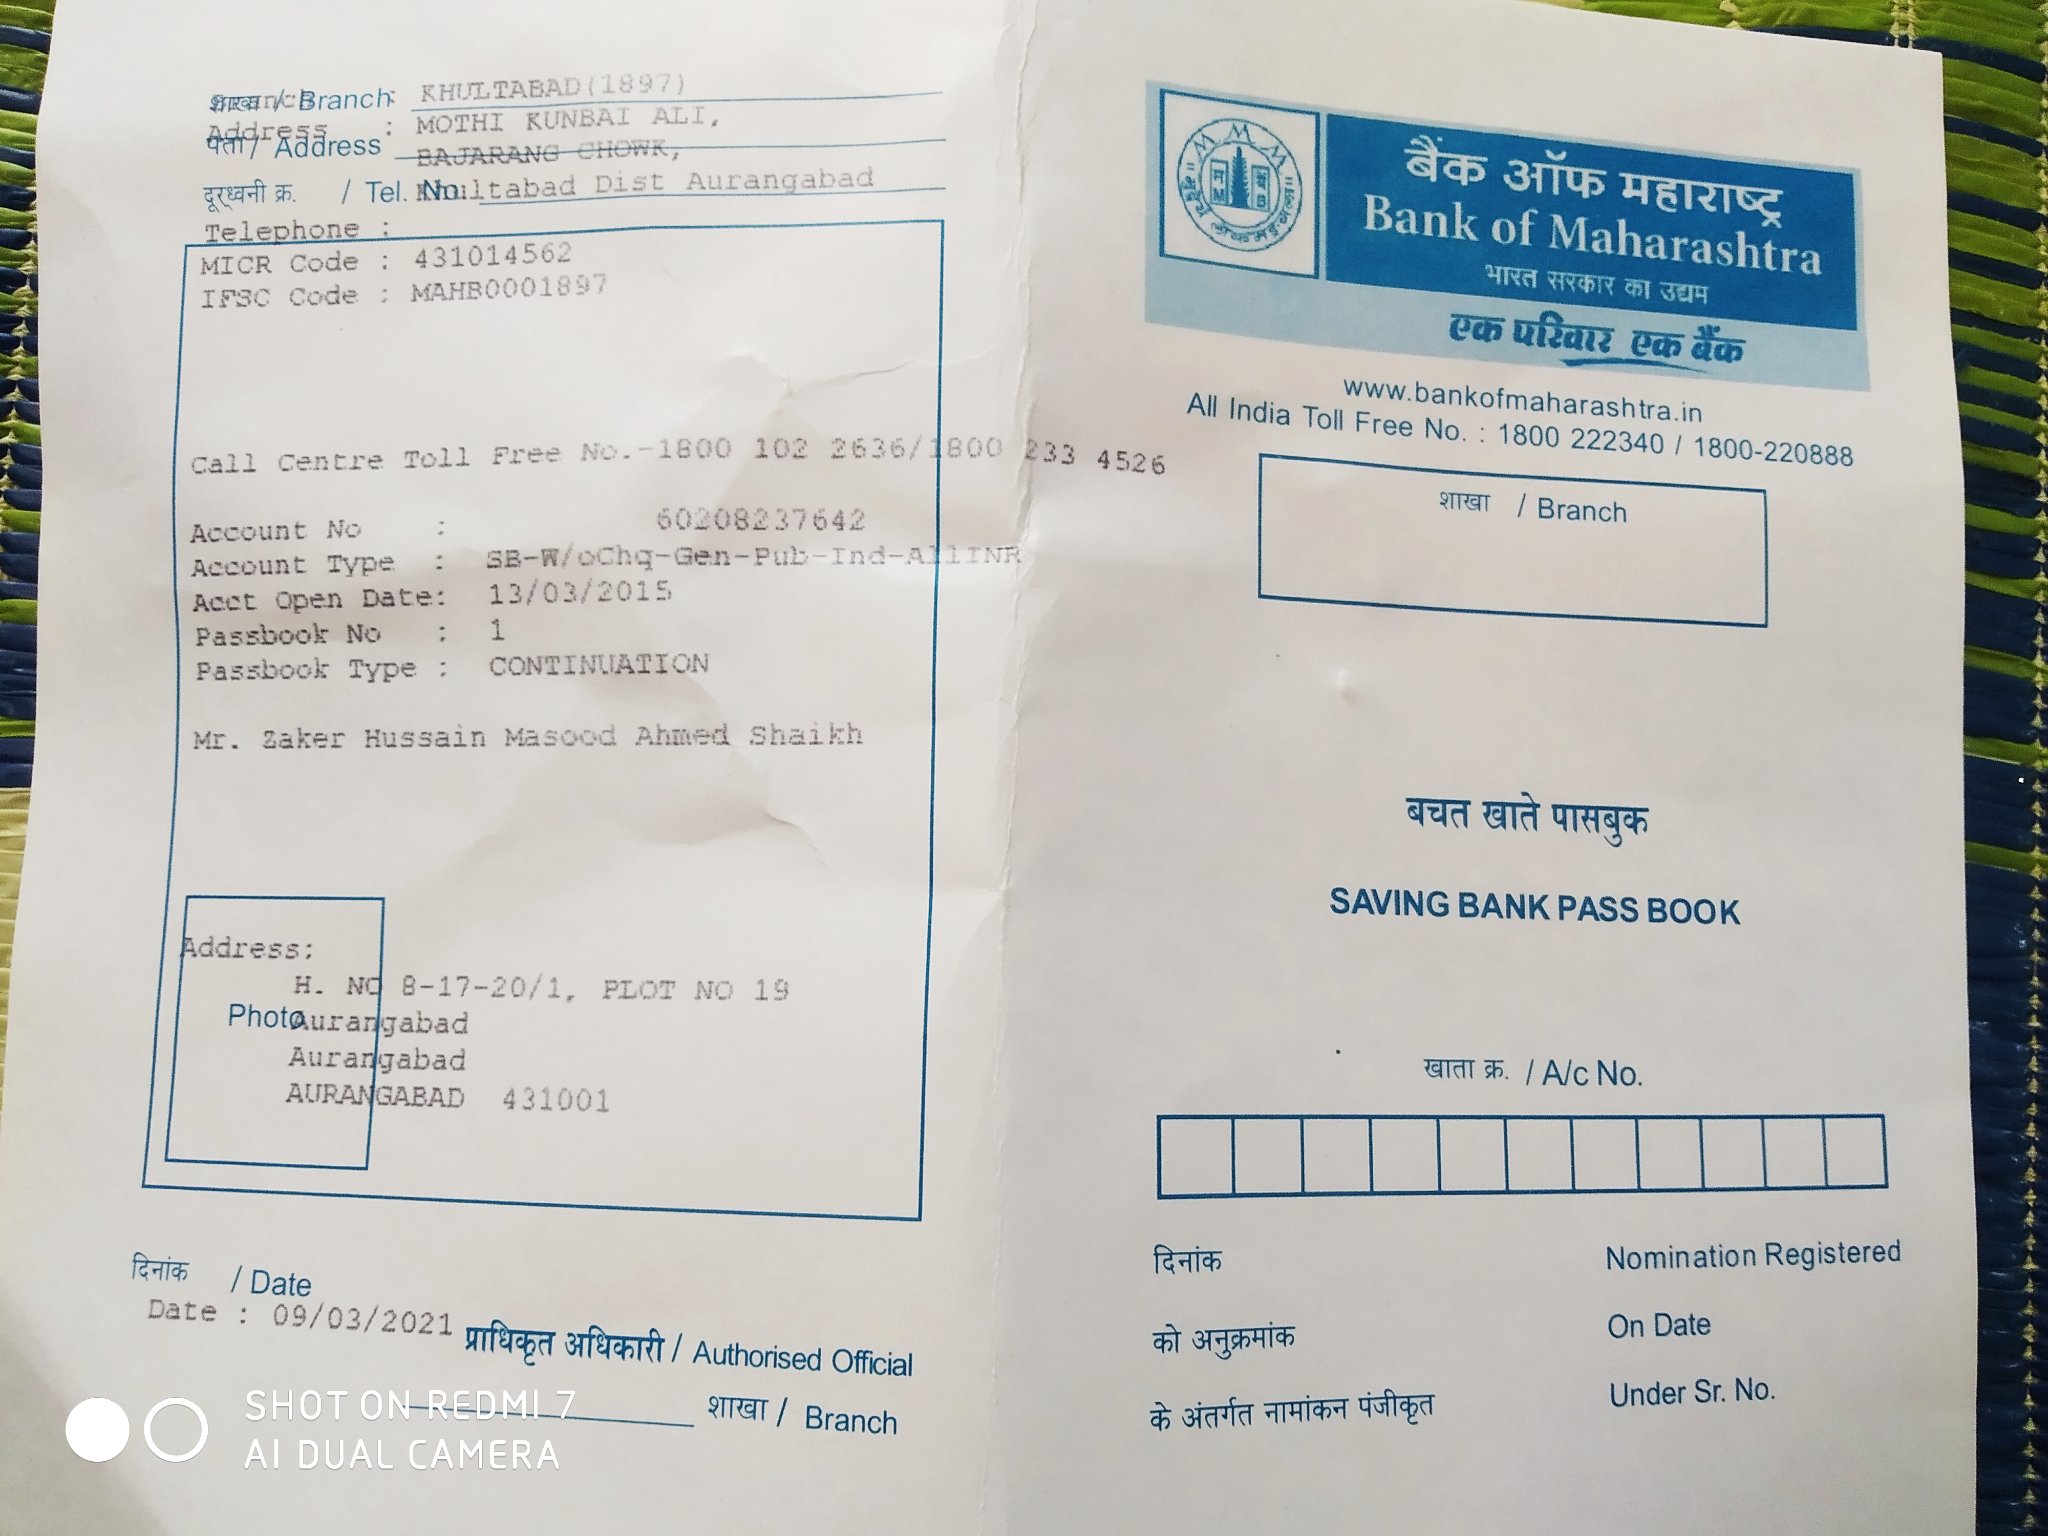 शाखा / Branch
Branch : KHULTABAD(1897)
Address : MOTHI KUNBAI ALI,
पता / Address
BAJARANG CHOWK,
दूरध्वनी क्र. / Tel. No.
Khultabad Dist Aurangabad
Telephone :
MICR Code : 431014562
IFSC Code : MAHB0001897
Call Centre Toll Free No.-1800 102 2636/1800 233 4526
Account No : 60208237642
Account Type : SB-W/oChq-Gen-Pub-Ind-AllINR
Acct Open Date: 13/03/2015
Passbook No : 1
Passbook Type : CONTINUATION
Mr. Zaker Hussain Masood Ahmed Shaikh
Address:
H. NO 8-17-20/1, PLOT NO 19
Photo
Aurangabad
Aurangabad
AURANGABAD 431001
दिनांक / Date
Date : 09/03/2021
प्राधिकृत अधिकारी / Authorised Official
शाखा / Branch
SHOT ON REDMI 7
AI DUAL CAMERA
बैंक ऑफ महाराष्ट्र
Bank of Maharashtra
भारत सरकार का उद्यम
एक परिवार एक बैंक
www.bankofmaharashtra.in
All India Toll Free No. : 1800 222340 / 1800-220888
शाखा / Branch
बचत खाते पासबुक
SAVING BANK PASS BOOK
खाता क्र. / A/c No.
दिनांक Nomination Registered
को अनुक्रमांक On Date
के अंतर्गत नामांकन पंजीकृत Under Sr. No.